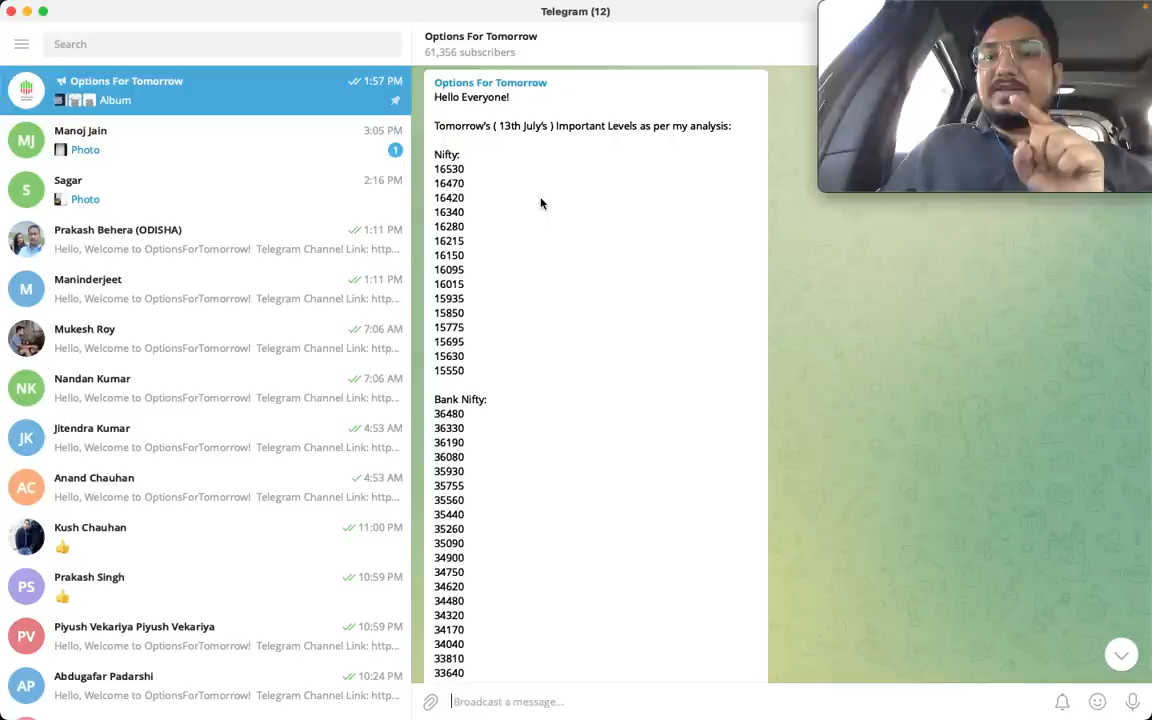 Telegram (12)
Search
Options For Tomorrow
1:57 PM
Album
MJ
Manoj Jain
3:05 PM
Photo
1
S
Sagar
2:16 PM
Photo
Prakash Behera (ODISHA)
1:11 PM
Hello, Welcome to OptionsForTomorrow! Telegram Channel Link: http...
M
Maninderjeet
1:11 PM
Hello, Welcome to OptionsForTomorrow! Telegram Channel Link: http...
Mukesh Roy
7:06 AM
Hello, Welcome to OptionsForTomorrow! Telegram Channel Link: http...
NK
Nandan Kumar
7:06 AM
Hello, Welcome to OptionsForTomorrow! Telegram Channel Link: http...
JK
Jitendra Kumar
4:53 AM
Hello, Welcome to OptionsForTomorrow! Telegram Channel Link: http...
AC
Anand Chauhan
4:53 AM
Hello, Welcome to OptionsForTomorrow! Telegram Channel Link: http...
Kush Chauhan
11:00 PM
👍
PS
Prakash Singh
10:59 PM
👍
PV
Piyush Vekariya Piyush Vekariya
10:59 PM
Hello, Welcome to OptionsForTomorrow! Telegram Channel Link: http...
AP
Abdugafar Padarshi
10:24 PM
Hello, Welcome to OptionsForTomorrow! Telegram Channel Link: http...
Options For Tomorrow
61,356 subscribers
Options For Tomorrow
Hello Everyone!
Tomorrow's ( 13th July's ) Important Levels as per my analysis:
Nifty:
16530
16470
16420
16340
16280
16215
16150
16095
16015
15935
15850
15775
15695
15630
15550
Bank Nifty:
36480
36330
36190
36080
35930
35755
35560
35440
35260
35090
34900
34750
34620
34480
34320
34170
34040
33810
33640
Broadcast a message...